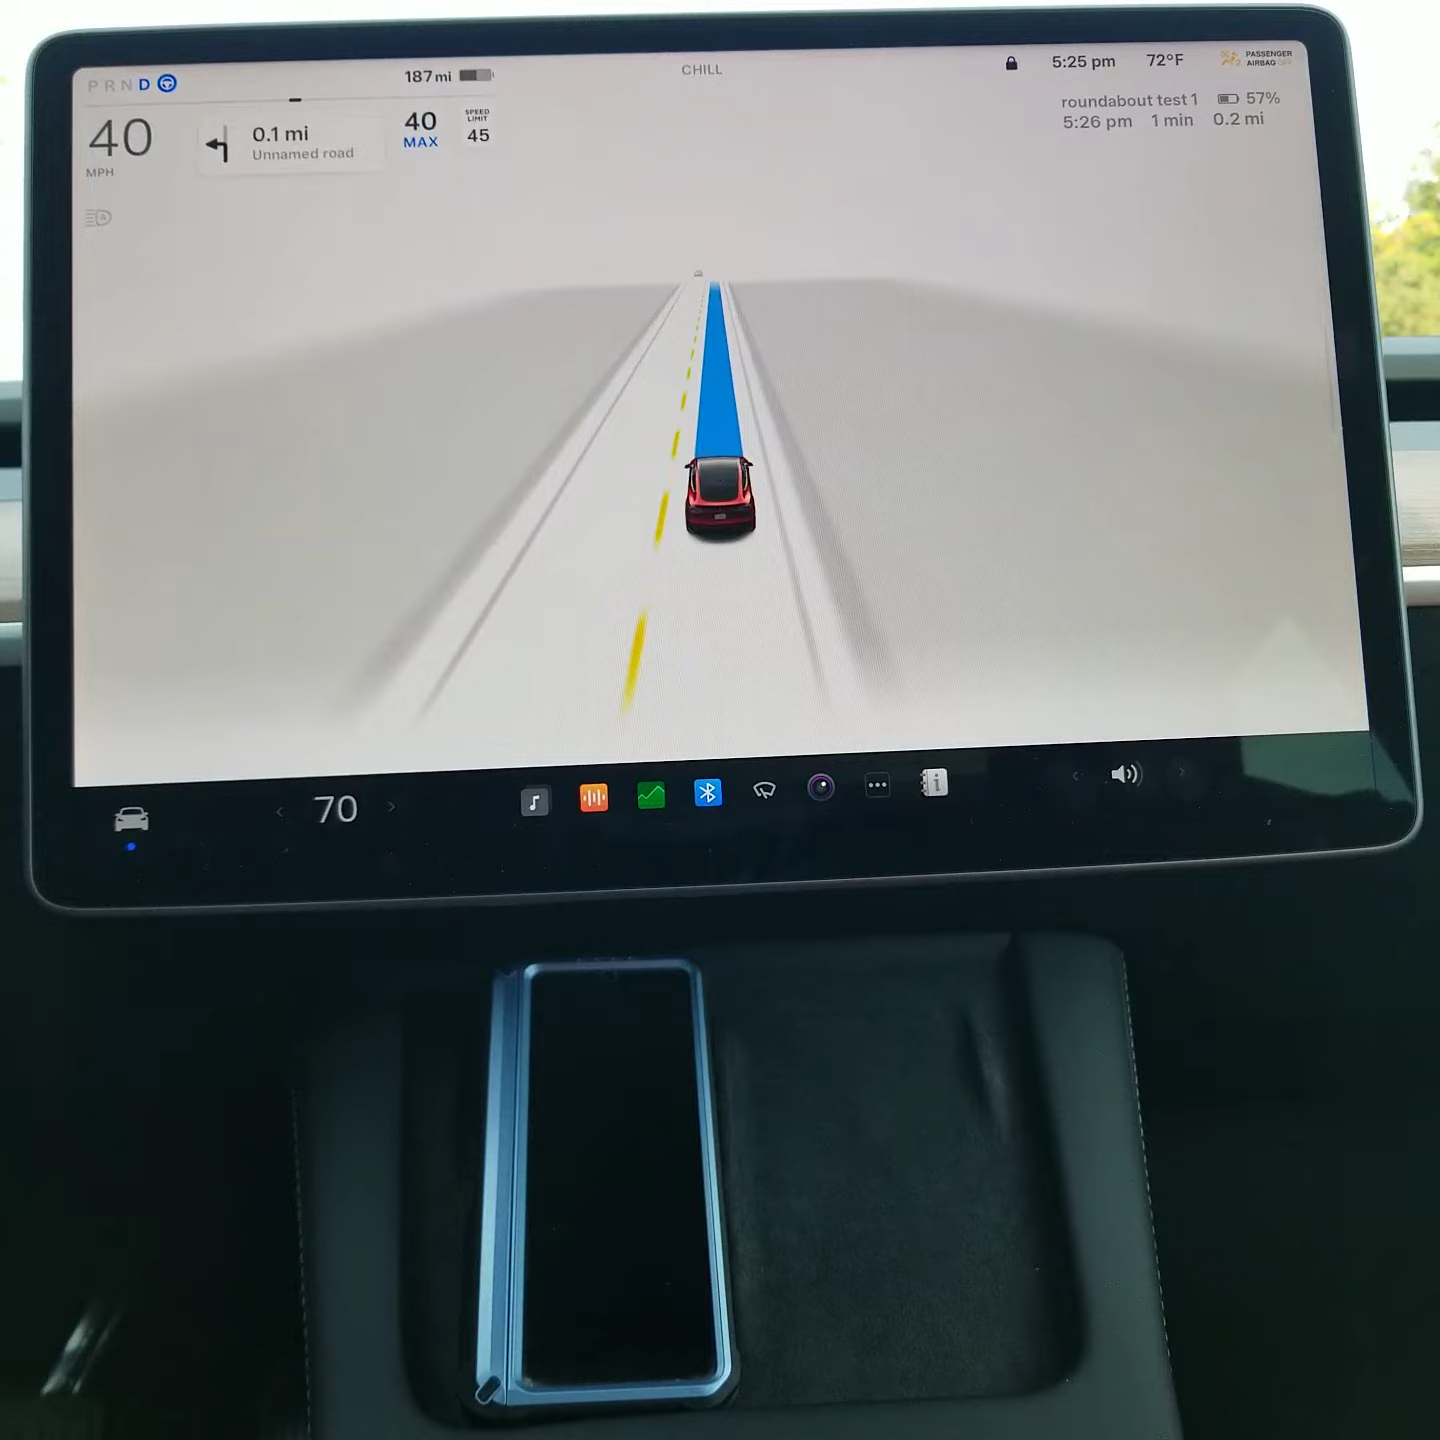 P R N D
187 mi
CHILL
5:25 pm
72°F
PASSENGER
AIRBAG OFF
40
MPH
0.1 mi
Unnamed road
40
MAX
SPEED
LIMIT
45
roundabout test 1
57%
5:26 pm 1 min 0.2 mi
70